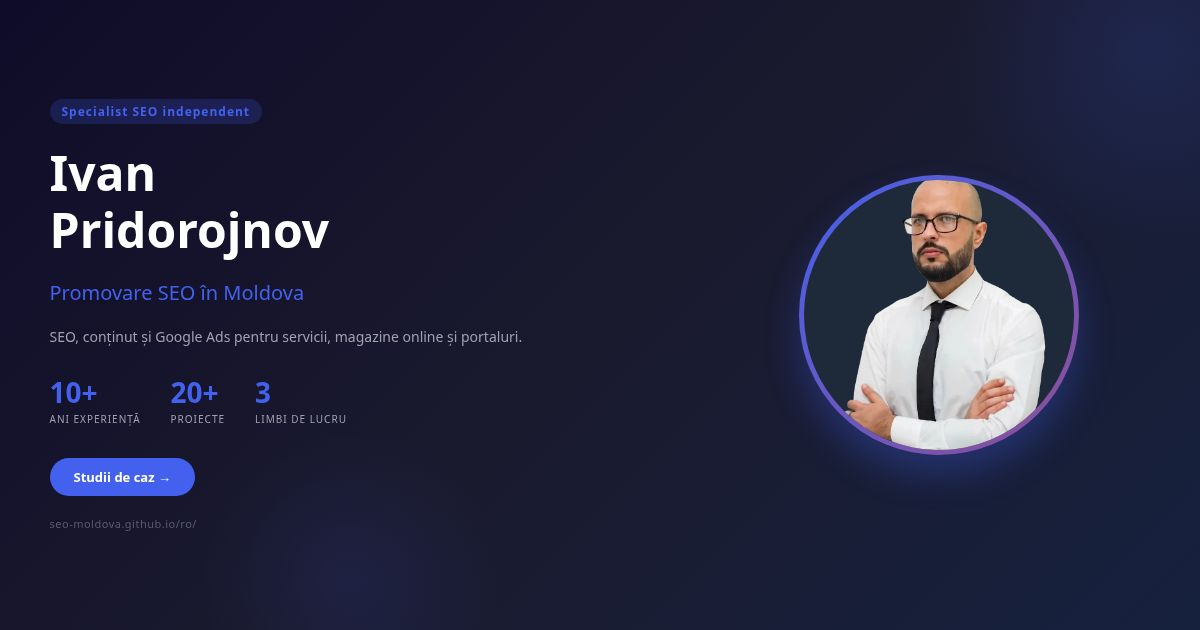 Specialist SEO independent
Ivan
Pridorojnov
Promovare SEO în Moldova
SEO, conținut și Google Ads pentru servicii, magazine online și portaluri.
10+ 20+ 3
ANI EXPERIENȚĂ PROIECTE LIMBI DE LUCRU
Studii de caz →
seo-moldova.github.io/ro/